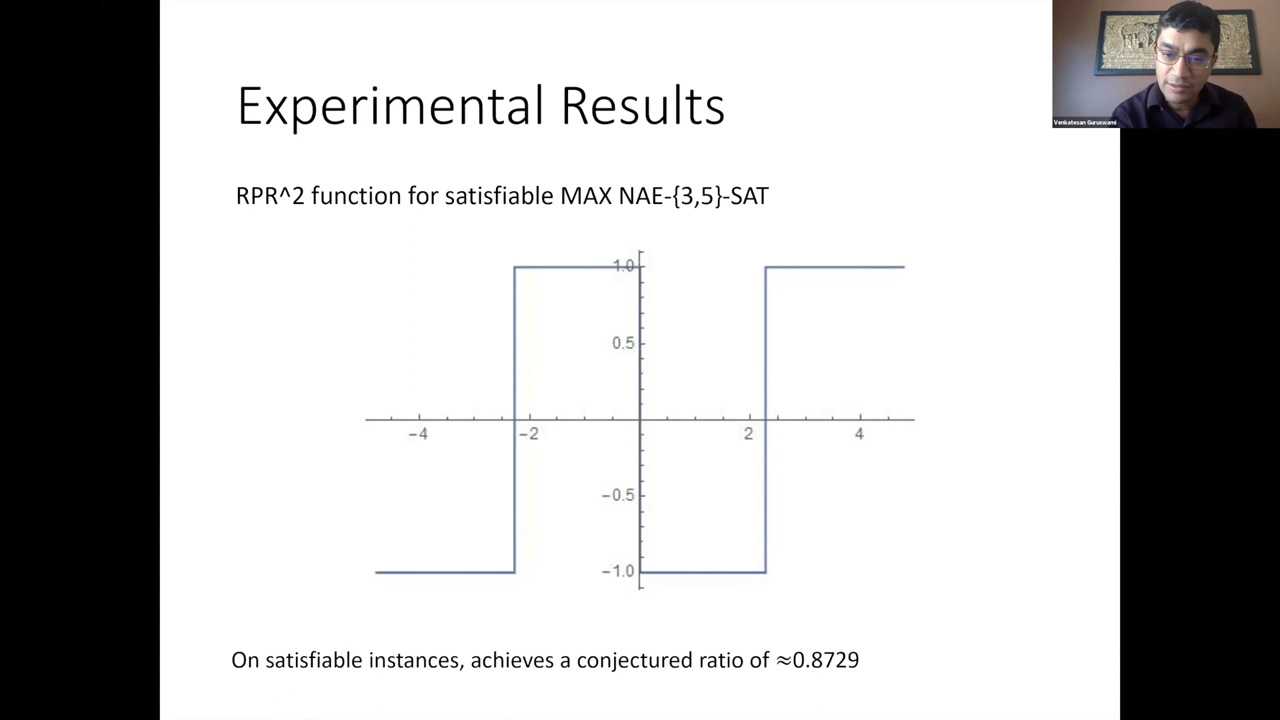 Venkatesan Guruswami
Experimental Results
RPR^2 function for satisfiable MAX NAE-{3,5}-SAT
1.0
0.5
−4
−2
2
4
−0.5
−1.0
On satisfiable instances, achieves a conjectured ratio of ≈0.8729